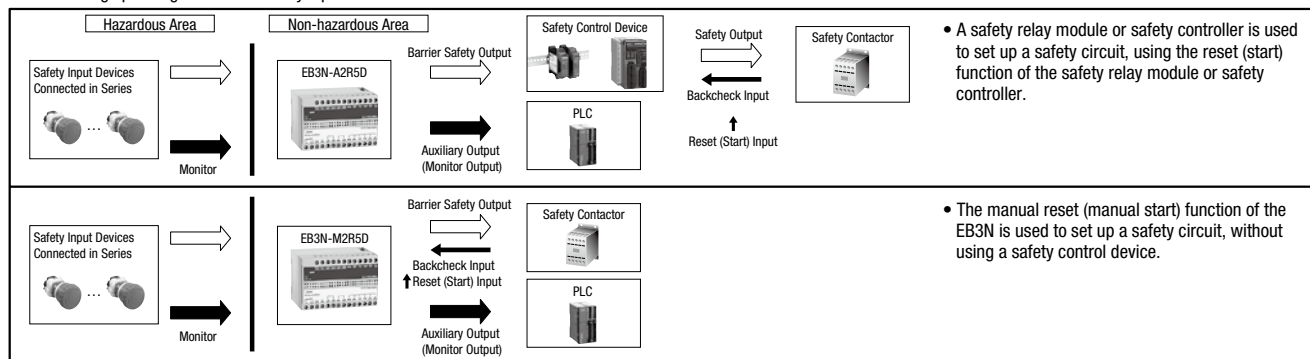 Hazardous Area
Non-hazardous Area
Safety Input Devices
Connected in Series
...
Monitor
EB3N-A2R5D
Barrier Safety Output
Auxiliary Output
(Monitor Output)
Safety Control Device
PLC
Safety Output
Backcheck Input
Reset (Start) Input
Safety Contactor
• A safety relay module or safety controller is used
to set up a safety circuit, using the reset (start)
function of the safety relay module or safety
controller.
Safety Input Devices
Connected in Series
...
Monitor
EB3N-M2R5D
Barrier Safety Output
Backcheck Input
Reset (Start) Input
Auxiliary Output
(Monitor Output)
Safety Contactor
PLC
• The manual reset (manual start) function of the
EB3N is used to set up a safety circuit, without
using a safety control device.